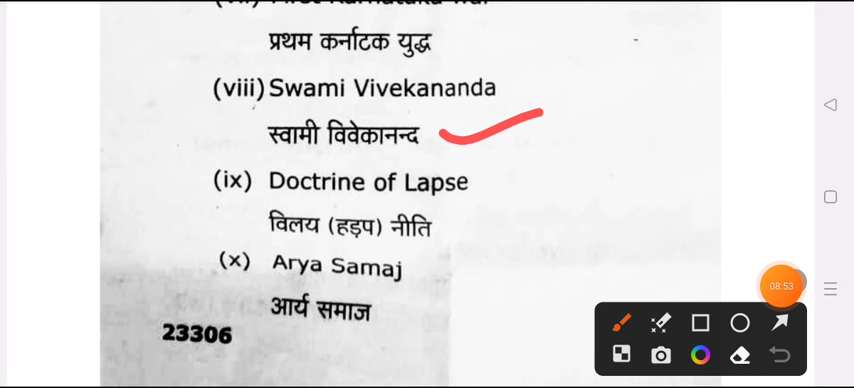 प्रथम कर्नाटक युद्ध
(viii) Swami Vivekananda
स्वामी विवेकानन्द
(ix) Doctrine of Lapse
विलय (हड़प) नीति
(x) Arya Samaj
आर्य समाज
23306
08:53